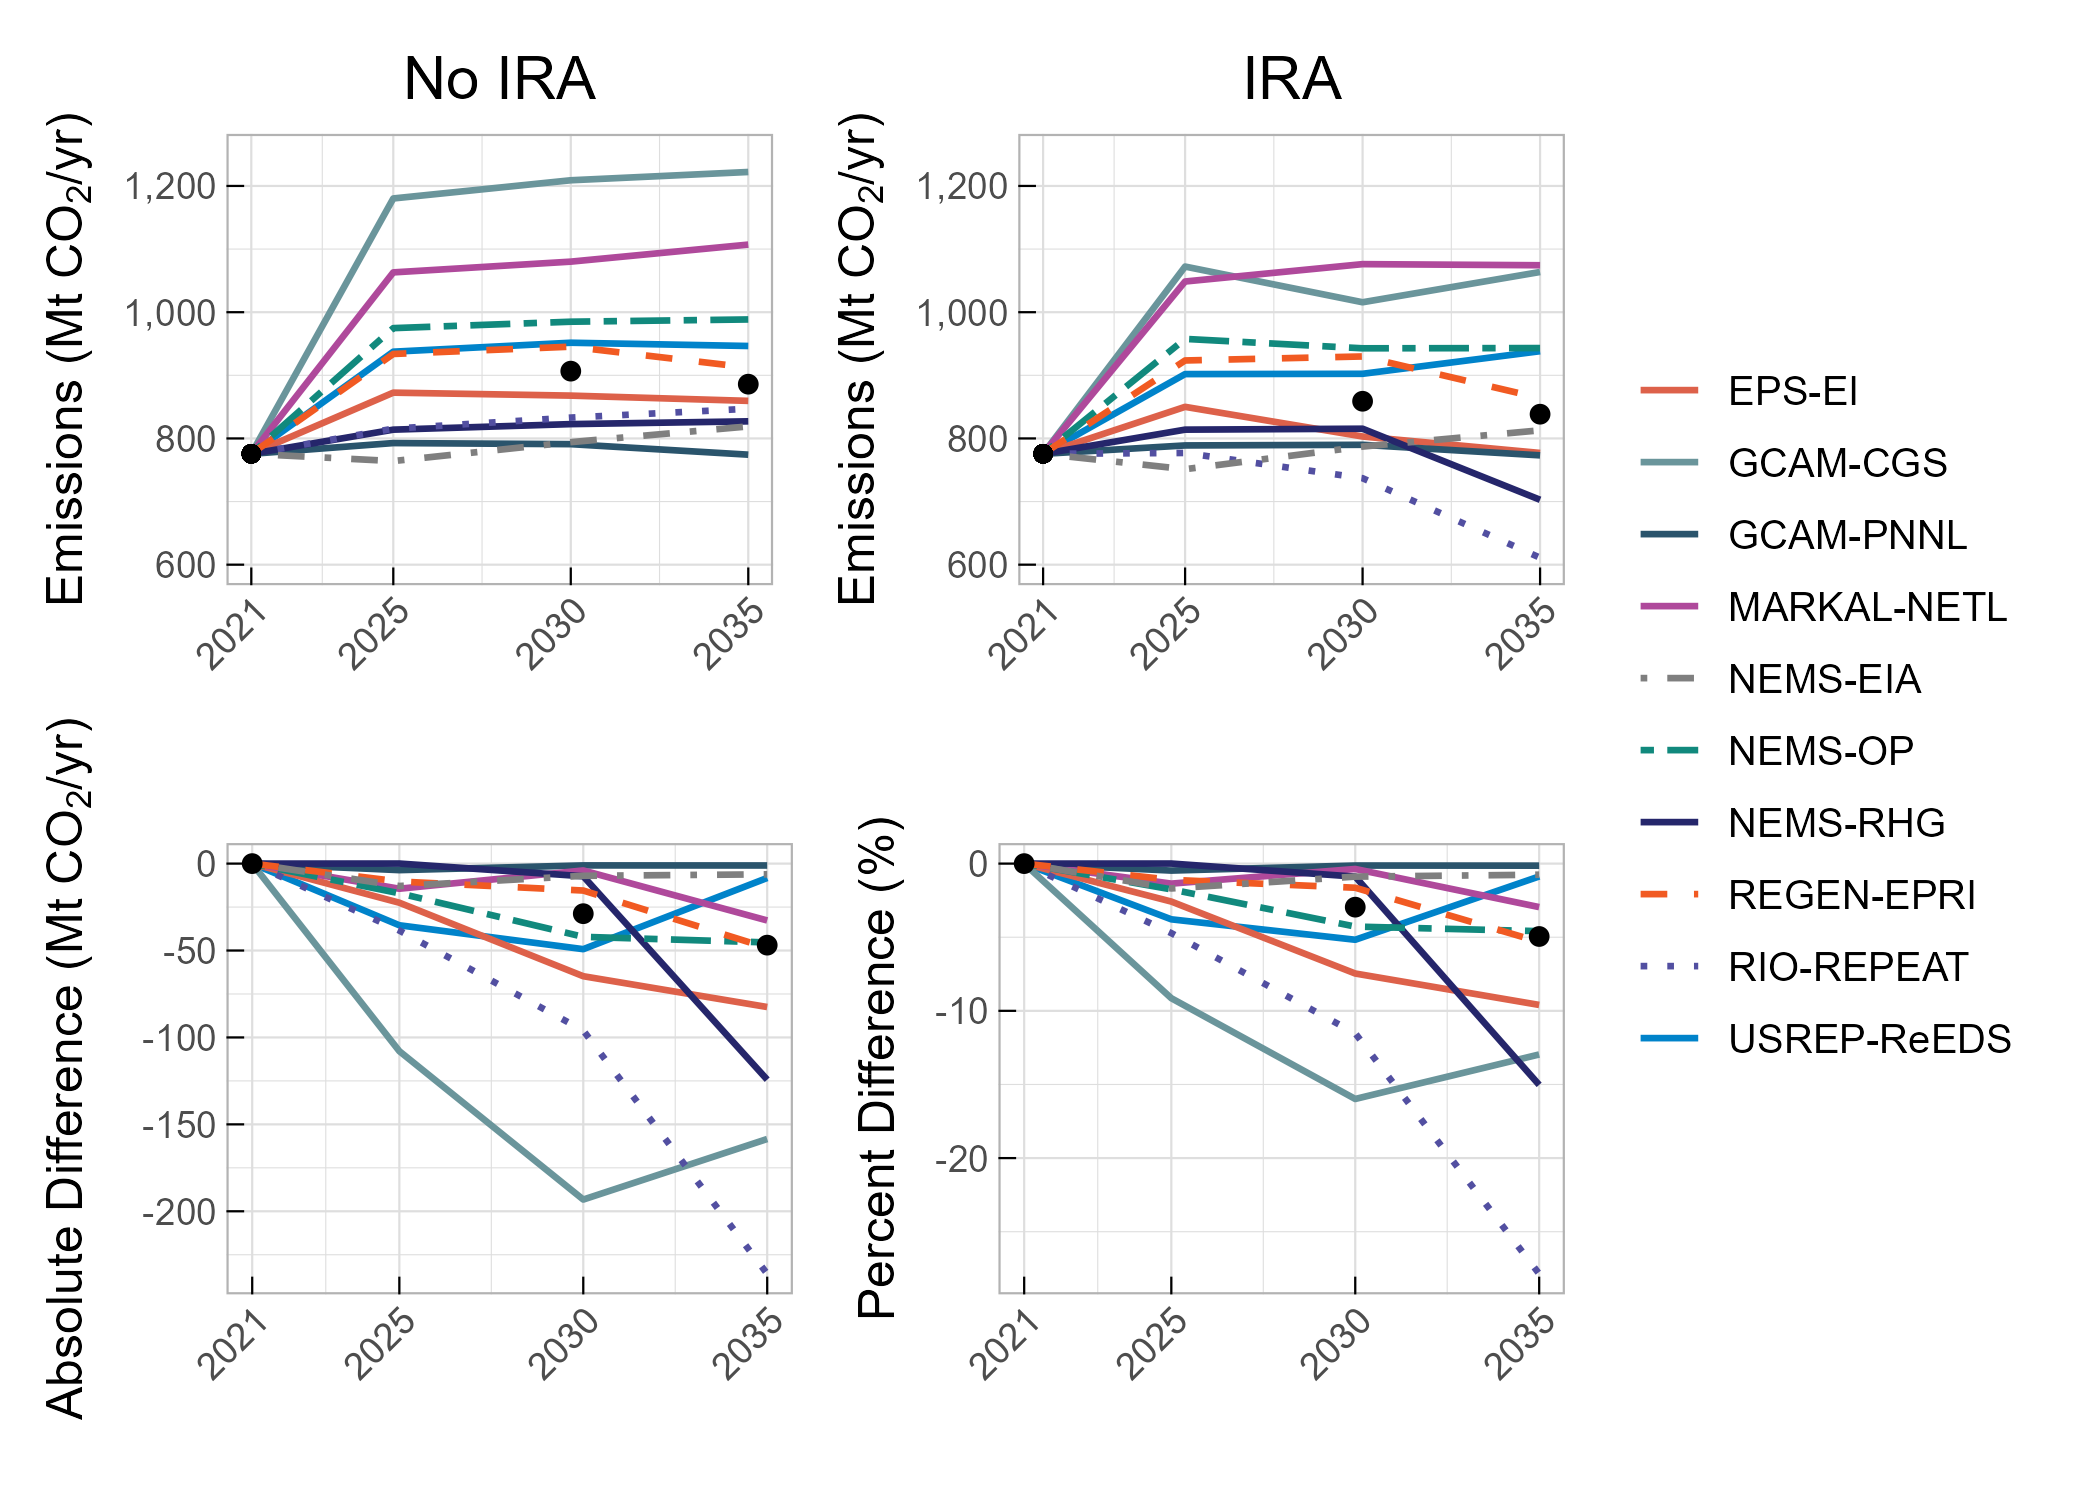 No IRA
IRA
Emissions (Mt CO₂/yr)
1,200
1,000
800
600
2021
2025
2030
2035
Emissions (Mt CO₂/yr)
1,200
1,000
800
600
2021
2025
2030
2035
Absolute Difference (Mt CO₂/yr)
0
-50
-100
-150
-200
2021
2025
2030
2035
Percent Difference (%)
0
-10
-20
2021
2025
2030
2035
EPS-EI
GCAM-CGS
GCAM-PNNL
MARKAL-NETL
NEMS-EIA
NEMS-OP
NEMS-RHG
REGEN-EPRI
RIO-REPEAT
USREP-ReEDS